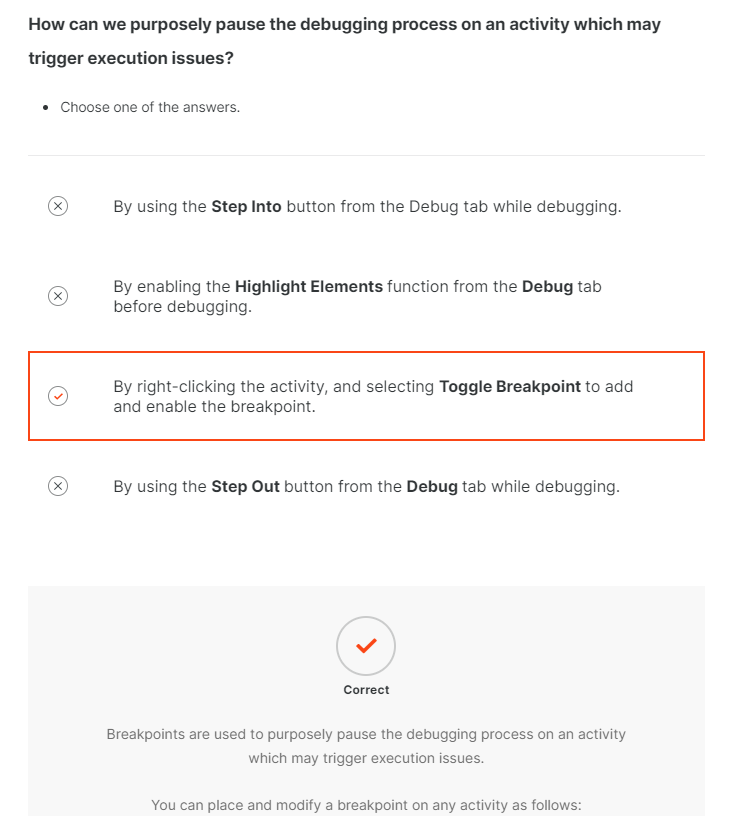 How can we purposely pause the debugging process on an activity which may
trigger execution issues?
Choose one of the answers.
By using the Step Into button from the Debug tab while debugging.
By enabling the Highlight Elements function from the Debug tab
before debugging.
By right-clicking the activity, and selecting Toggle Breakpoint to add
and enable the breakpoint.
By using the Step Out button from the Debug tab while debugging.
Correct
Breakpoints are used to purposely pause the debugging process on an activity
which may trigger execution issues.
You can place and modify a breakpoint on any activity as follows: